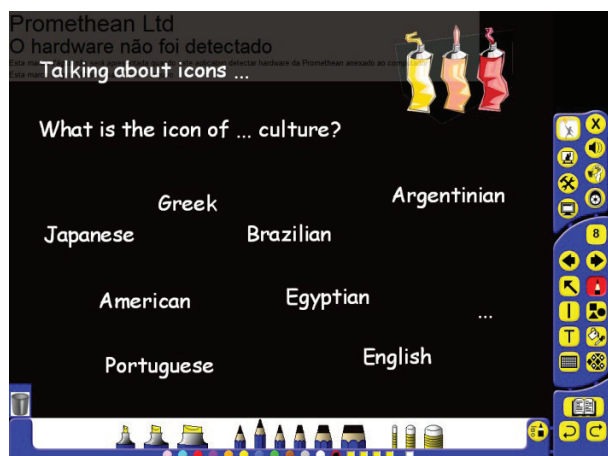 Promethean Ltd
O hardware não foi detectado
Talking about icons ...
What is the icon of ... culture?
Greek
Argentinian
Japanese
Brazilian
American
Egyptian
...
Portuguese
English
X
8
T